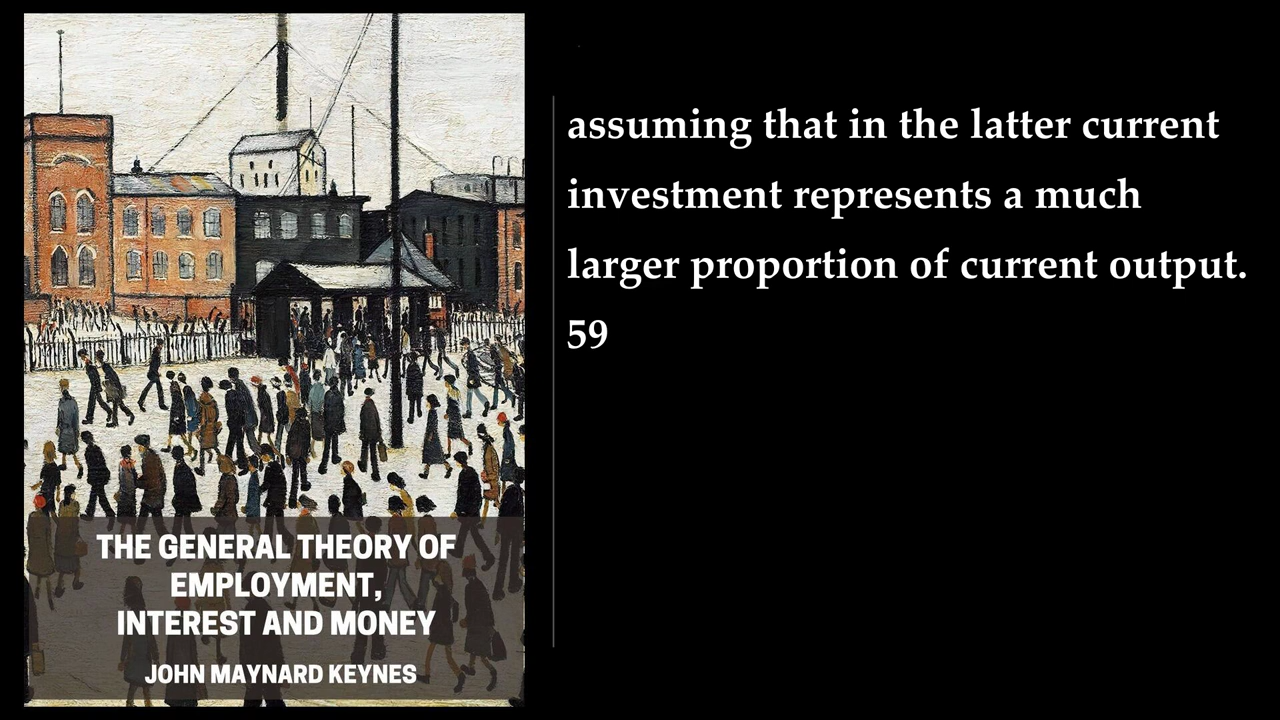 THE GENERAL THEORY OF
EMPLOYMENT,
INTEREST AND MONEY
JOHN MAYNARD KEYNES
assuming that in the latter current
investment represents a much
larger proportion of current output.
59